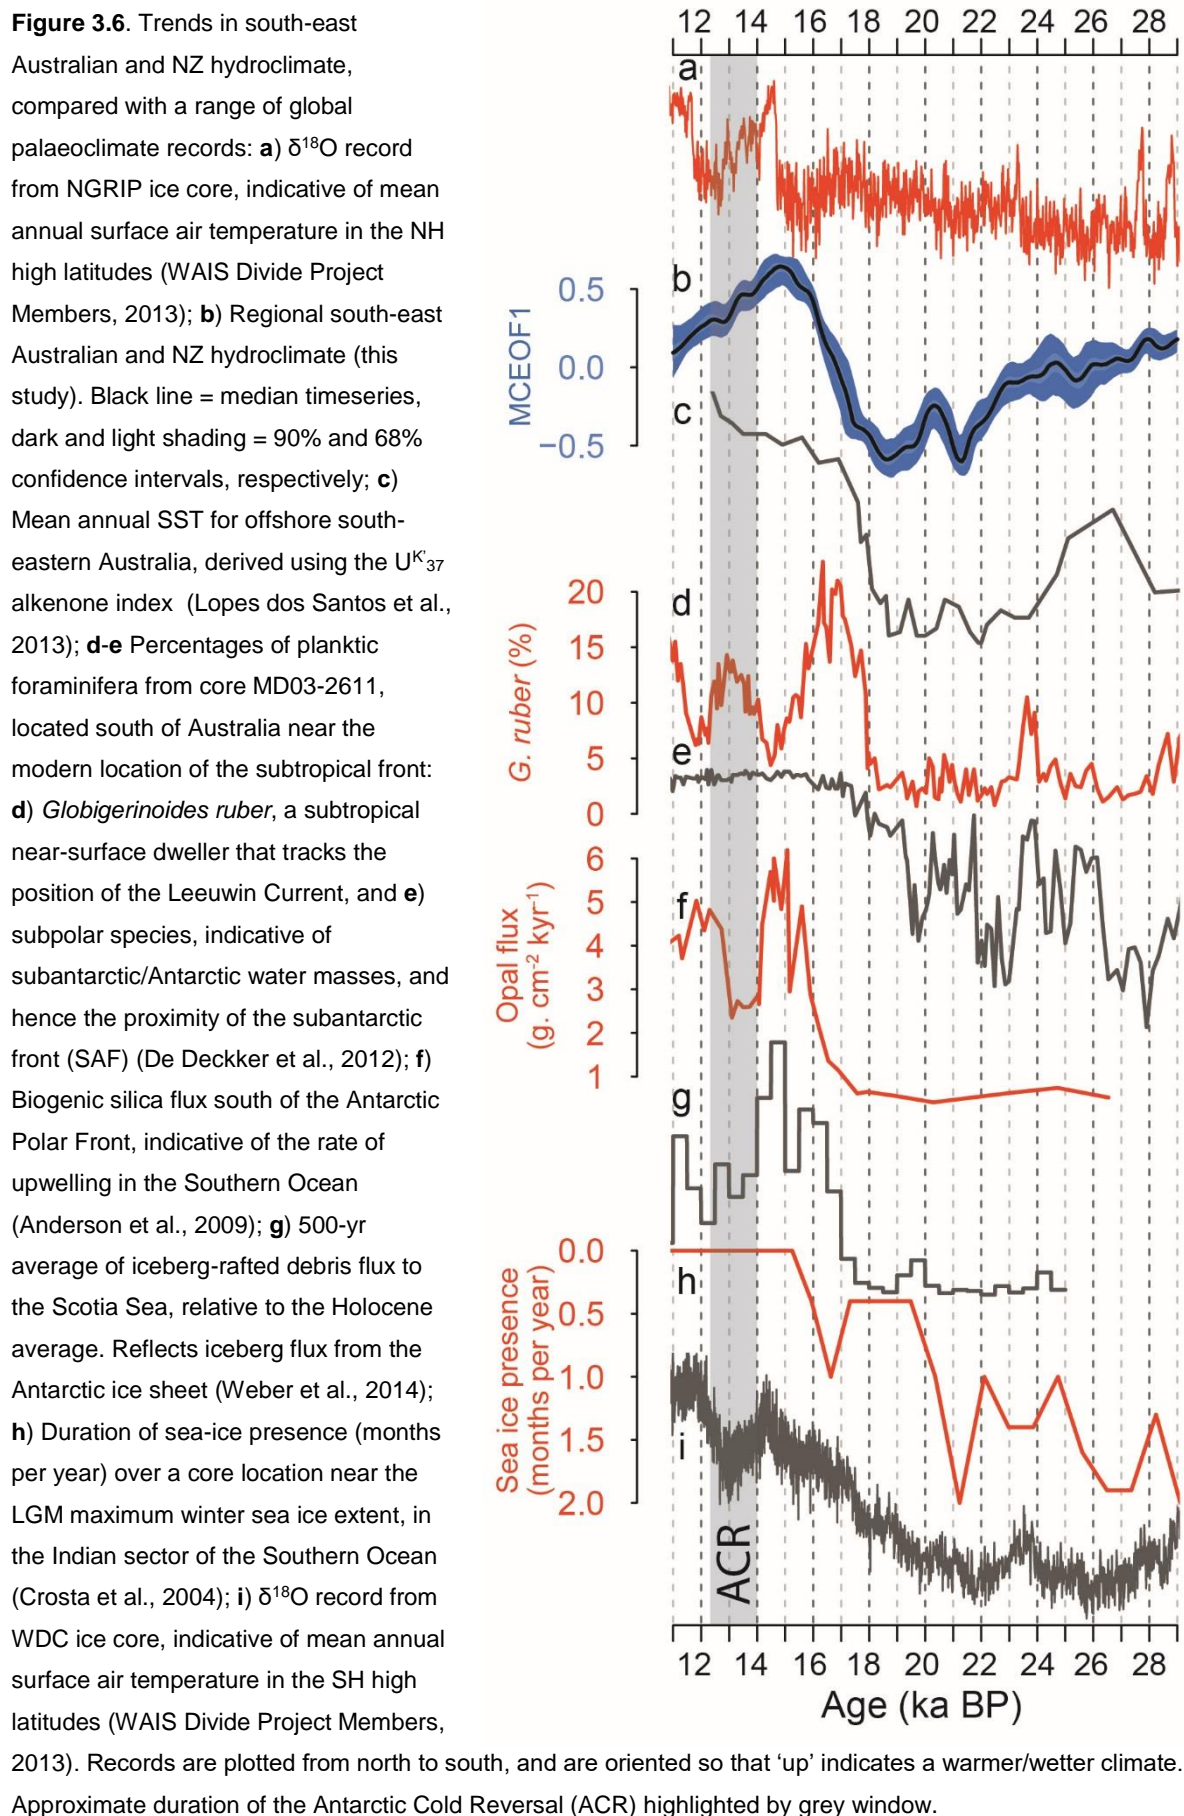 Figure 3.6. Trends in south-east
Australian and NZ hydroclimate,
compared with a range of global
palaeoclimate records: a) δ18O record
from NGRIP ice core, indicative of mean
annual surface air temperature in the NH
high latitudes (WAIS Divide Project
Members, 2013); b) Regional south-east
Australian and NZ hydroclimate (this
study). Black line = median timeseries,
dark and light shading = 90% and 68%
confidence intervals, respectively; c)
Mean annual SST for offshore south-
eastern Australia, derived using the UK'37
alkenone index (Lopes dos Santos et al.,
2013); d-e Percentages of planktic
foraminifera from core MD03-2611,
located south of Australia near the
modern location of the subtropical front:
d) Globigerinoides ruber, a subtropical
near-surface dweller that tracks the
position of the Leeuwin Current, and e)
subpolar species, indicative of
subantarctic/Antarctic water masses, and
hence the proximity of the subantarctic
front (SAF) (De Deckker et al., 2012); f)
Biogenic silica flux south of the Antarctic
Polar Front, indicative of the rate of
upwelling in the Southern Ocean
(Anderson et al., 2009); g) 500-yr
average of iceberg-rafted debris flux to
the Scotia Sea, relative to the Holocene
average. Reflects iceberg flux from the
Antarctic ice sheet (Weber et al., 2014);
h) Duration of sea-ice presence (months
per year) over a core location near the
LGM maximum winter sea ice extent, in
the Indian sector of the Southern Ocean
(Crosta et al., 2004); i) δ18O record from
WDC ice core, indicative of mean annual
surface air temperature in the SH high
latitudes (WAIS Divide Project Members,
2013). Records are plotted from north to south, and are oriented so that ‘up’ indicates a warmer/wetter climate.
Approximate duration of the Antarctic Cold Reversal (ACR) highlighted by grey window.
12 14 16 18 20 22 24 26 28
a
b
0.5
0.0
−0.5
MCEOF1
c
d
20
15
10
5
0
G. ruber (%)
e
6
5
4
3
2
1
Opal flux
(g. cm-2 kyr-1)
f
g
0.0
0.5
1.0
1.5
2.0
Sea ice presence
(months per year)
h
i
ACR
12 14 16 18 20 22 24 26 28
Age (ka BP)